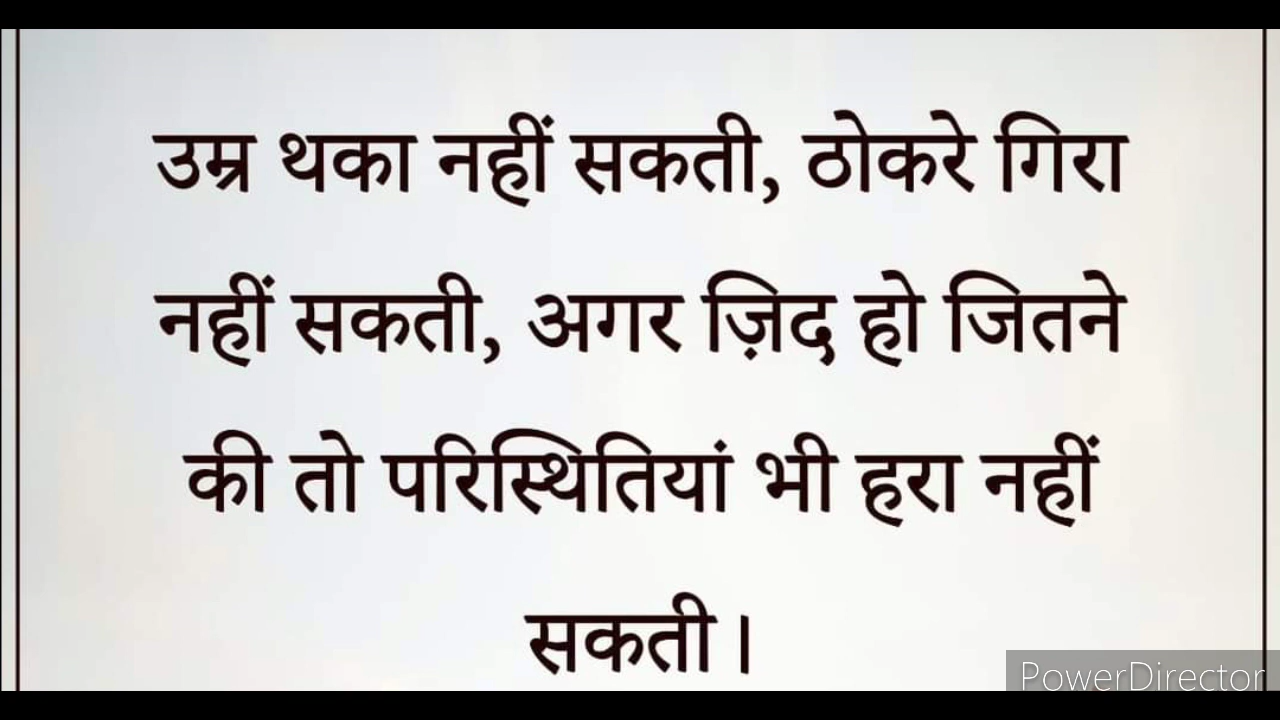 उम्र थका नहीं सकती, ठोकरे गिरा
नहीं सकती, अगर ज़िद हो जितने
की तो परिस्थितियां भी हरा नहीं
सकती।
PowerDirector